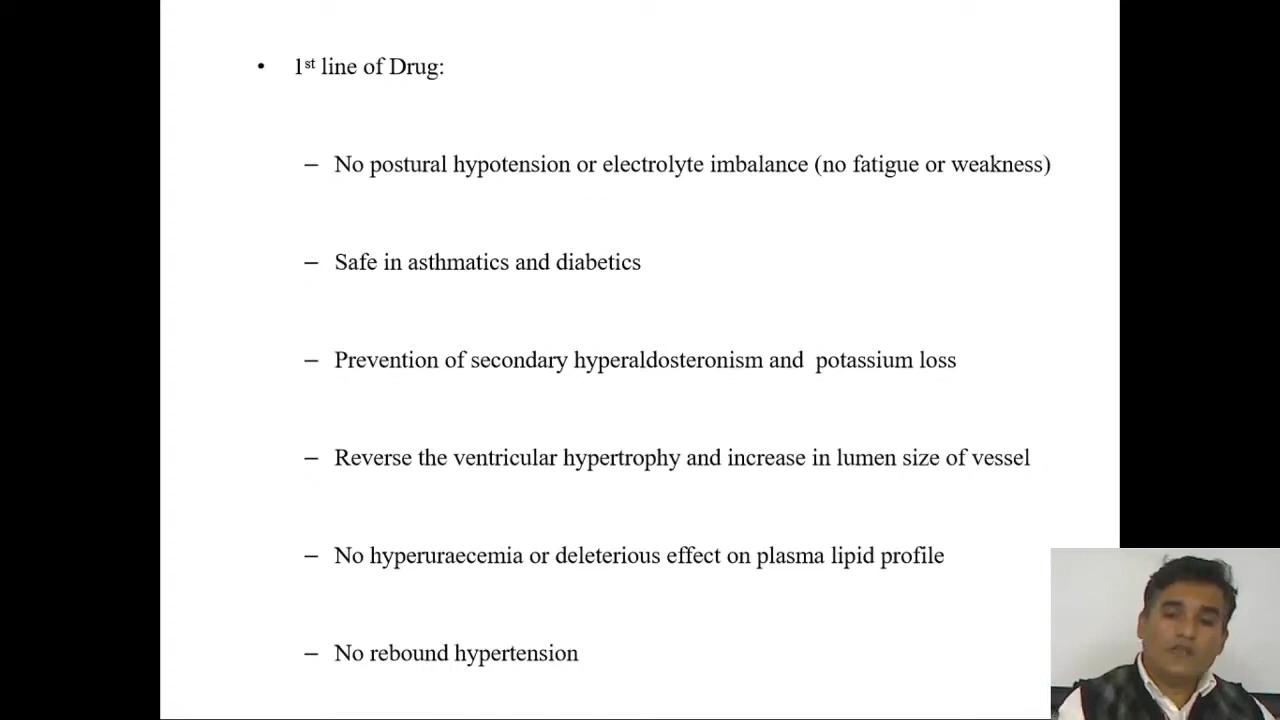 • 1st line of Drug:
– No postural hypotension or electrolyte imbalance (no fatigue or weakness)
– Safe in asthmatics and diabetics
– Prevention of secondary hyperaldosteronism and  potassium loss
– Reverse the ventricular hypertrophy and increase in lumen size of vessel
– No hyperuraecemia or deleterious effect on plasma lipid profile
– No rebound hypertension